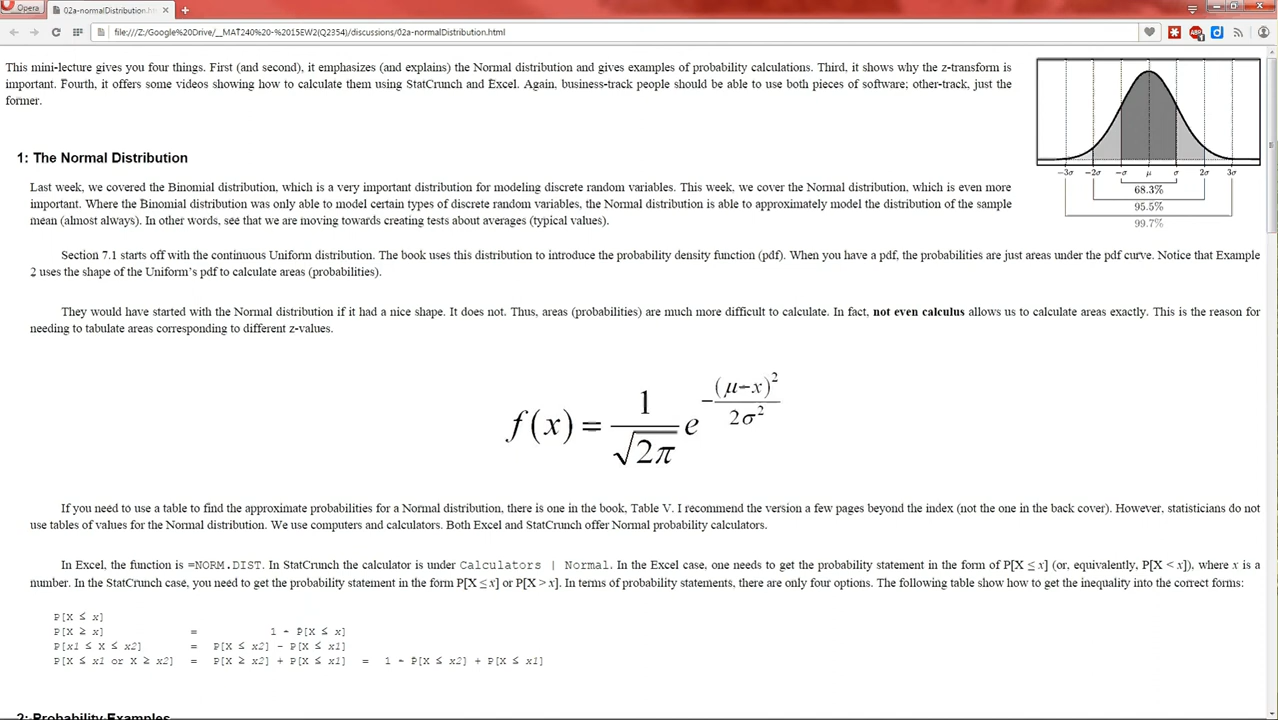 Opera
02a-normalDistribution.h
file:///Z:/Google%20Drive/__MAT240%20-%2015EW2(Q2354)/discussions/02a-normalDistribution.html
This mini-lecture gives you four things. First (and second), it emphasizes (and explains) the Normal distribution and gives examples of probability calculations. Third, it shows why the z-transform is
important. Fourth, it offers some videos showing how to calculate them using StatCrunch and Excel. Again, business-track people should be able to use both pieces of software; other-track, just the
former.
−3σ −2σ −σ μ σ 2σ 3σ
68.3%
95.5%
99.7%
1: The Normal Distribution
Last week, we covered the Binomial distribution, which is a very important distribution for modeling discrete random variables. This week, we cover the Normal distribution, which is even more
important. Where the Binomial distribution was only able to model certain types of discrete random variables, the Normal distribution is able to approximately model the distribution of the sample
mean (almost always). In other words, see that we are moving towards creating tests about averages (typical values).
Section 7.1 starts off with the continuous Uniform distribution. The book uses this distribution to introduce the probability density function (pdf). When you have a pdf, the probabilities are just areas under the pdf curve. Notice that Example
2 uses the shape of the Uniform's pdf to calculate areas (probabilities).
They would have started with the Normal distribution if it had a nice shape. It does not. Thus, areas (probabilities) are much more difficult to calculate. In fact, not even calculus allows us to calculate areas exactly. This is the reason for
needing to tabulate areas corresponding to different z-values.
f(x) = 1/√2π e^−(μ−x)²/2σ²
If you need to use a table to find the approximate probabilities for a Normal distribution, there is one in the book, Table V. I recommend the version a few pages beyond the index (not the one in the back cover). However, statisticians do not
use tables of values for the Normal distribution. We use computers and calculators. Both Excel and StatCrunch offer Normal probability calculators.
In Excel, the function is =NORM.DIST. In StatCrunch the calculator is under Calculators | Normal. In the Excel case, one needs to get the probability statement in the form of P[X ≤ x] (or, equivalently, P[X < x]), where x is a
number. In the StatCrunch case, you need to get the probability statement in the form P[X ≤ x] or P[X > x]. In terms of probability statements, there are only four options. The following table show how to get the inequality into the correct forms:
P[X ≤ x]
P[X ≥ x] = 1 - P[X ≤ x]
P[x1 ≤ X ≤ x2] = P[X ≤ x2] - P[X ≤ x1]
P[X ≤ x1 or X ≥ x2] = P[X ≥ x2] + P[X ≤ x1] = 1 - P[X ≤ x2] + P[X ≤ x1]
2: Probability Examples